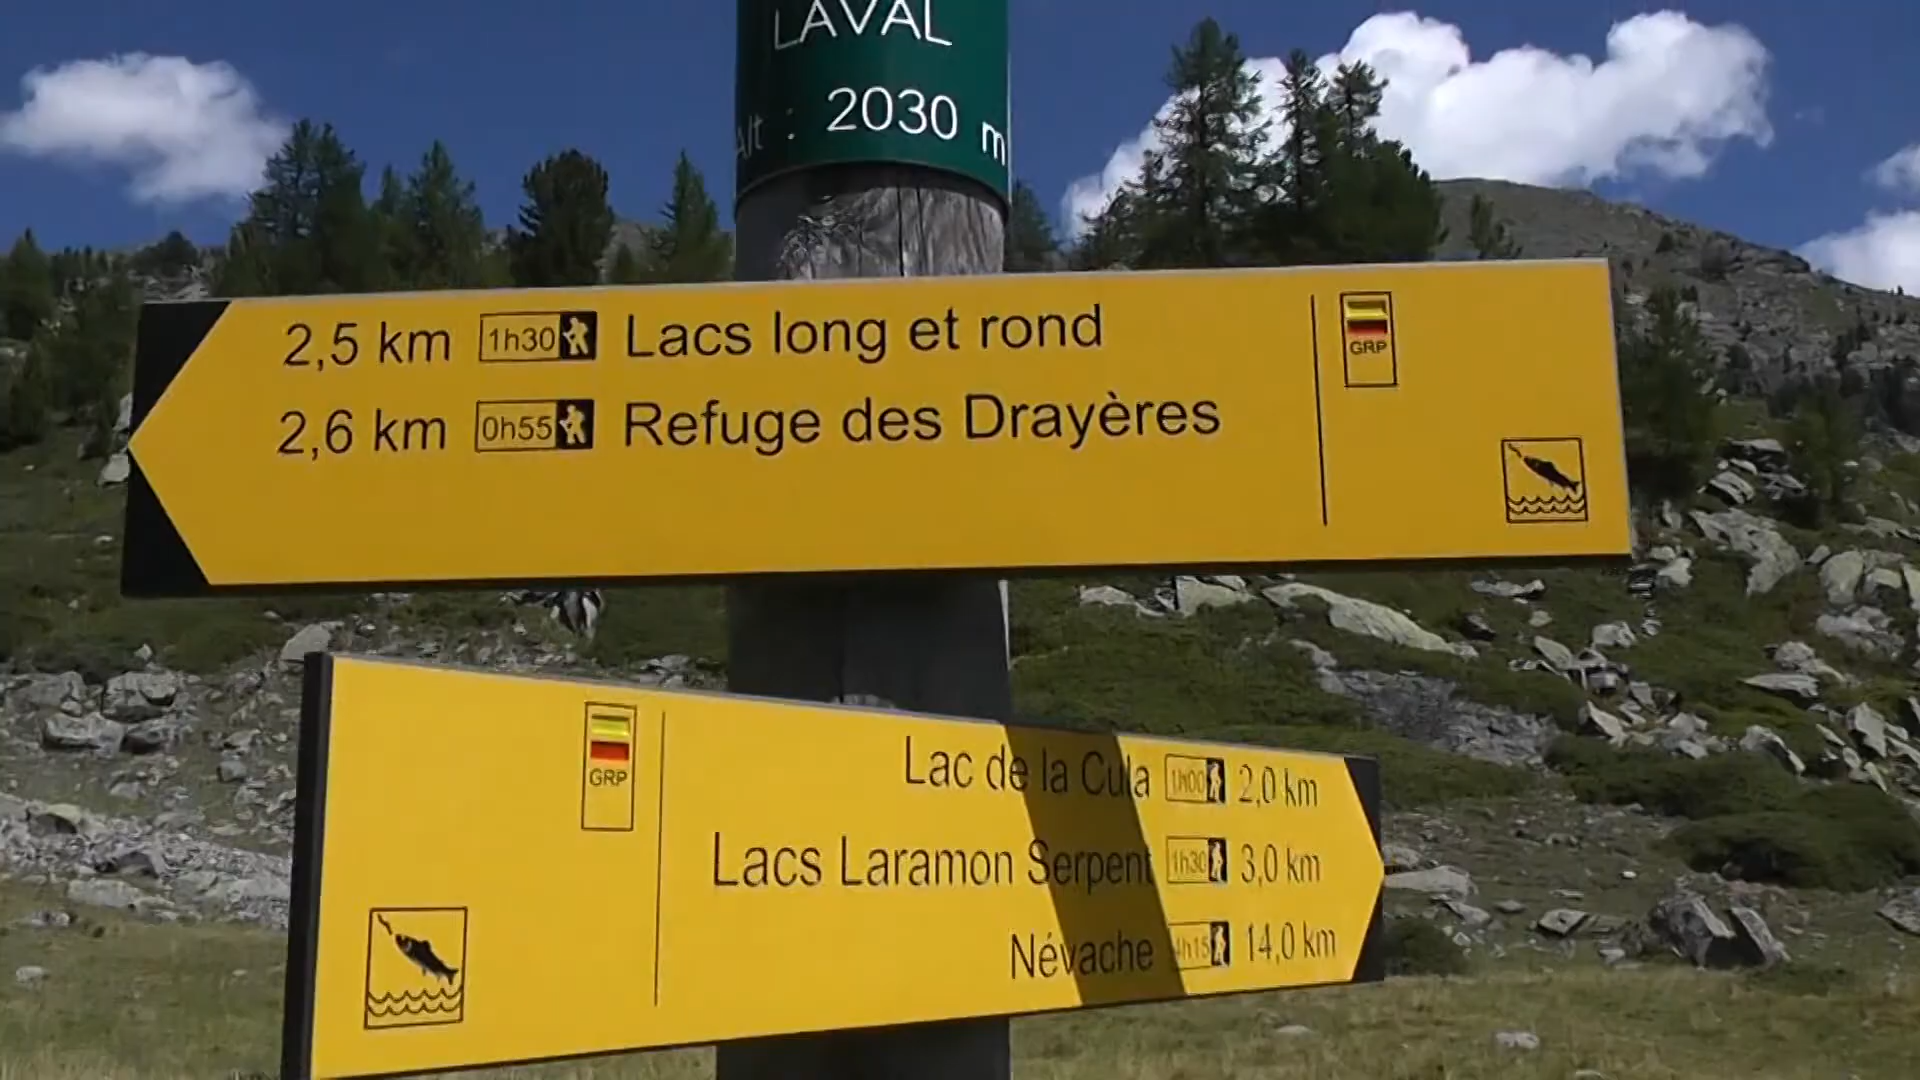 LAVAL
Alt : 2030 m
2,5 km 1h30 Lacs long et rond
GRP
2,6 km 0h55 Refuge des Drayères
GRP
Lac de la Cula 1h00 2,0 km
Lacs Laramon Serpent 1h30 3,0 km
Névache 4h15 14,0 km